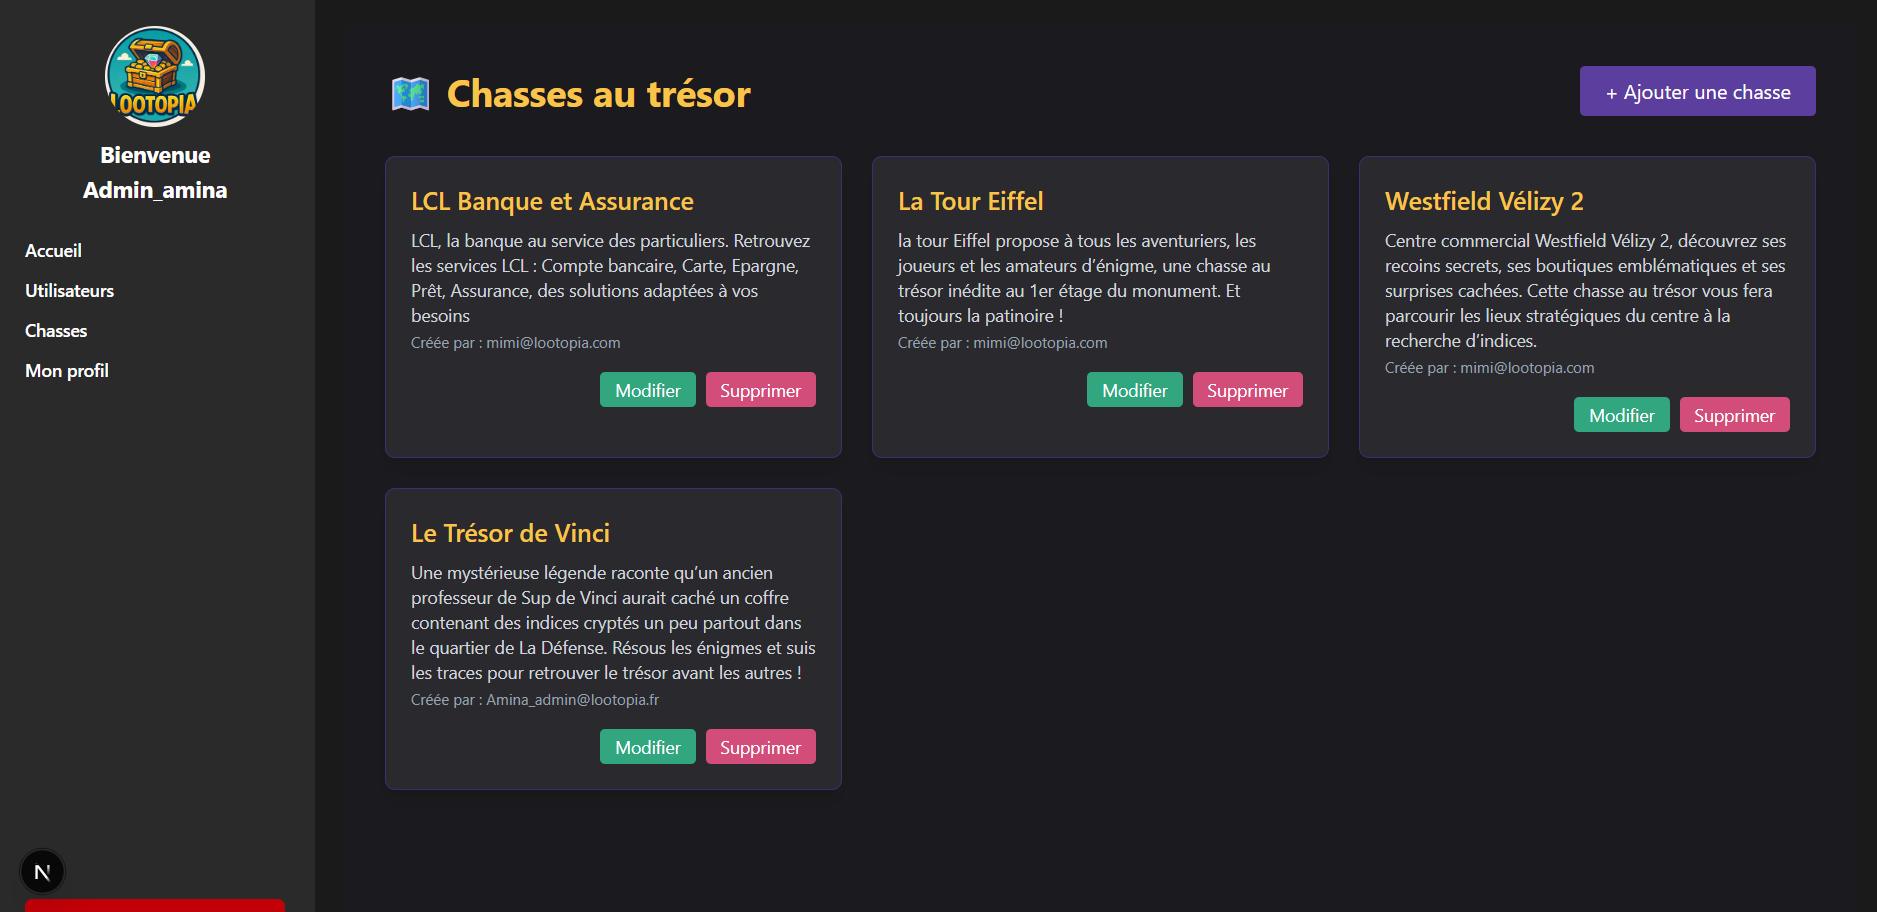 LOOTOPIA
Bienvenue
Admin_amina
Accueil
Utilisateurs
Chasses
Mon profil
N
Chasses au trésor
+ Ajouter une chasse
LCL Banque et Assurance
LCL, la banque au service des particuliers. Retrouvez
les services LCL : Compte bancaire, Carte, Epargne,
Prêt, Assurance, des solutions adaptées à vos
besoins
Créée par : mimi@lootopia.com
Modifier Supprimer
La Tour Eiffel
la tour Eiffel propose à tous les aventuriers, les
joueurs et les amateurs d’énigme, une chasse au
trésor inédite au 1er étage du monument. Et
toujours la patinoire !
Créée par : mimi@lootopia.com
Modifier Supprimer
Westfield Vélizy 2
Centre commercial Westfield Vélizy 2, découvrez ses
recoins secrets, ses boutiques emblématiques et ses
surprises cachées. Cette chasse au trésor vous fera
parcourir les lieux stratégiques du centre à la
recherche d’indices.
Créée par : mimi@lootopia.com
Modifier Supprimer
Le Trésor de Vinci
Une mystérieuse légende raconte qu’un ancien
professeur de Sup de Vinci aurait caché un coffre
contenant des indices cryptés un peu partout dans
le quartier de La Défense. Résous les énigmes et suis
les traces pour retrouver le trésor avant les autres !
Créée par : Amina_admin@lootopia.fr
Modifier Supprimer